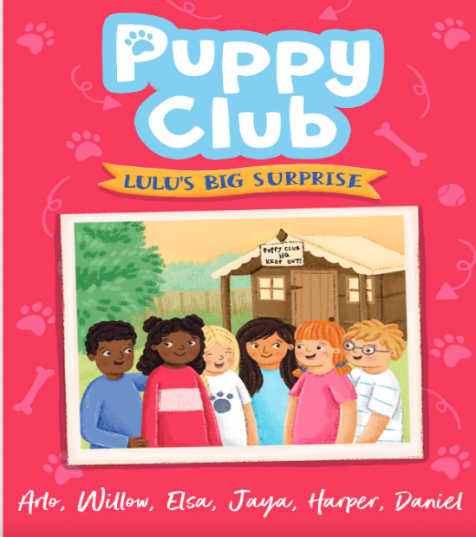 Puppy
Club
LULU'S BIG SURPRISE
PUPPY CLUB
HQ
KEEP OUT!
Arlo, Willow, Elsa, Jaya, Harper, Daniel